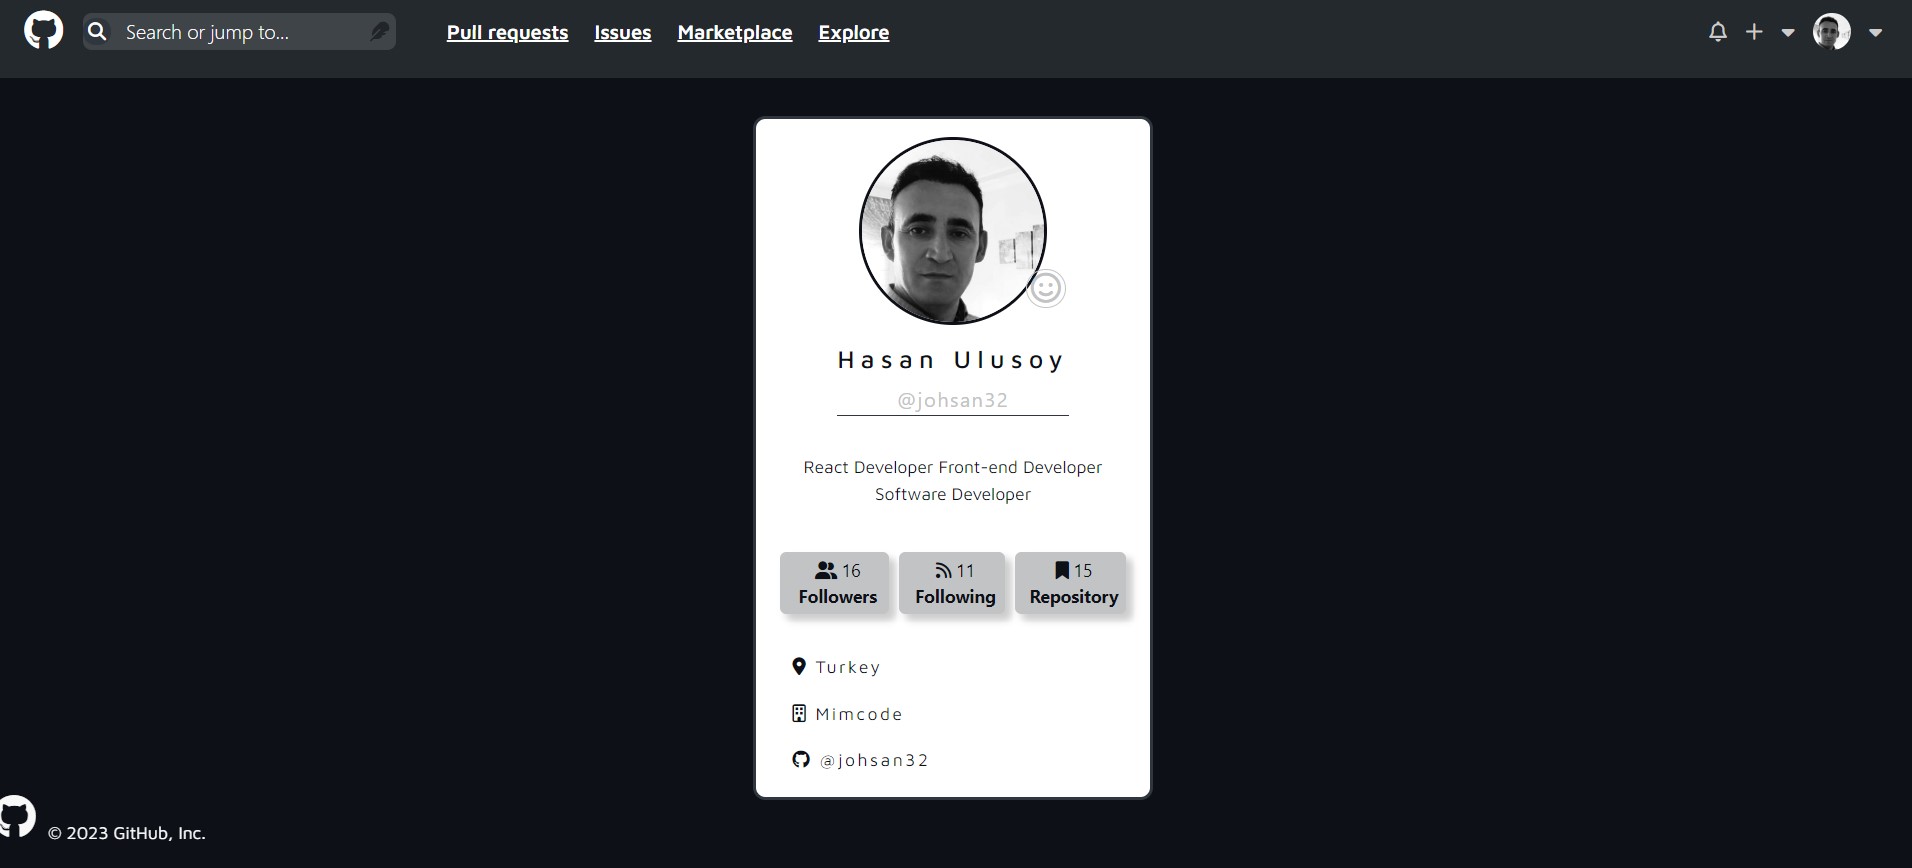 Search or jump to...
Pull requests Issues Marketplace Explore
Hasan Ulusoy
@johsan32
React Developer Front-end Developer
Software Developer
16 11 15
Followers Following Repository
Turkey
Mimcode
@johsan32
© 2023 GitHub, Inc.